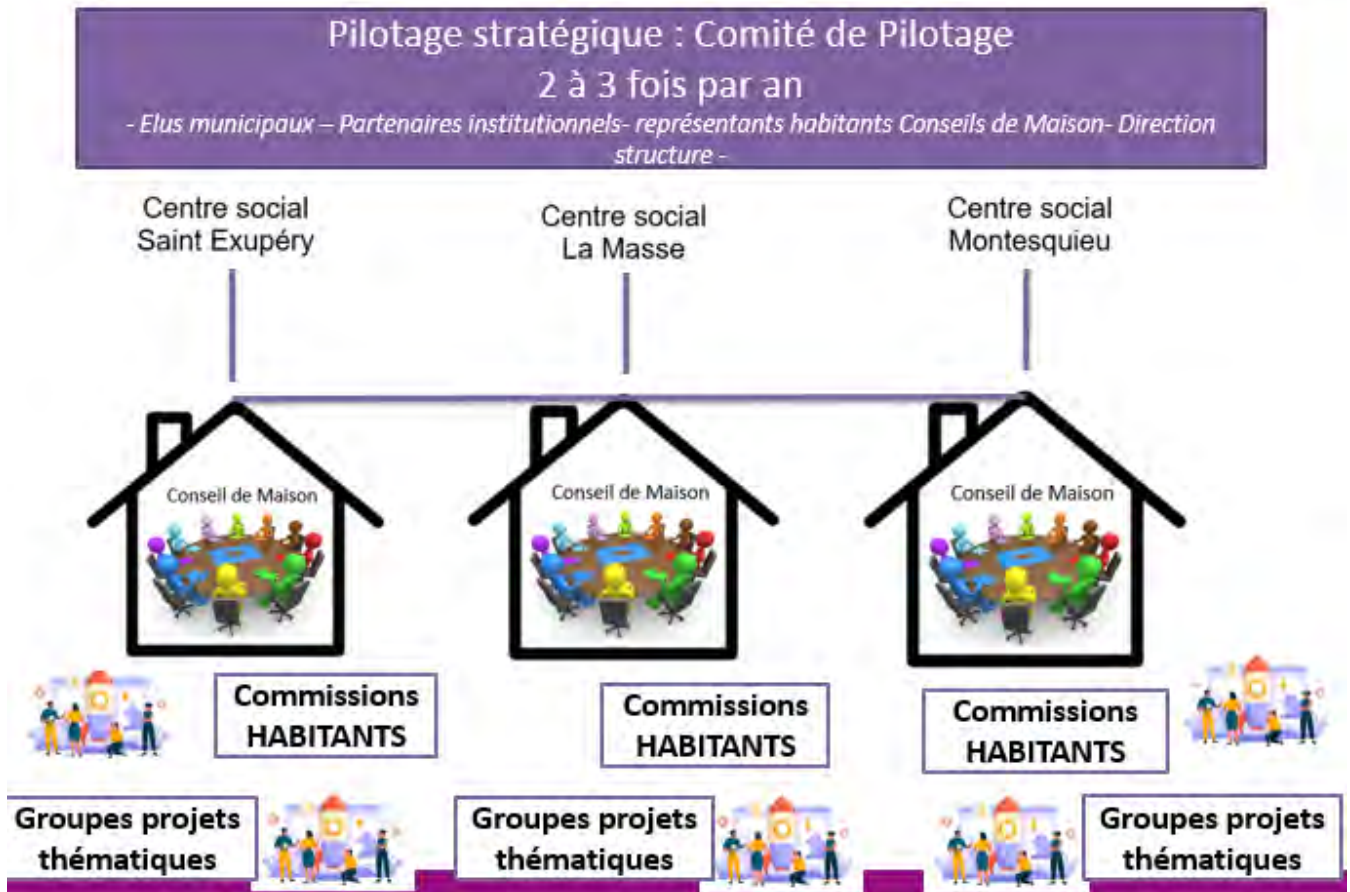 Pilotage stratégique : Comité de Pilotage
2 à 3 fois par an
- Elus municipaux – Partenaires institutionnels- représentants habitants Conseils de Maison- Direction
structure -
Centre social
Saint Exupéry
Centre social
La Masse
Centre social
Montesquieu
Conseil de Maison
Conseil de Maison
Conseil de Maison
Commissions
HABITANTS
Commissions
HABITANTS
Commissions
HABITANTS
Groupes projets
thématiques
Groupes projets
thématiques
Groupes projets
thématiques